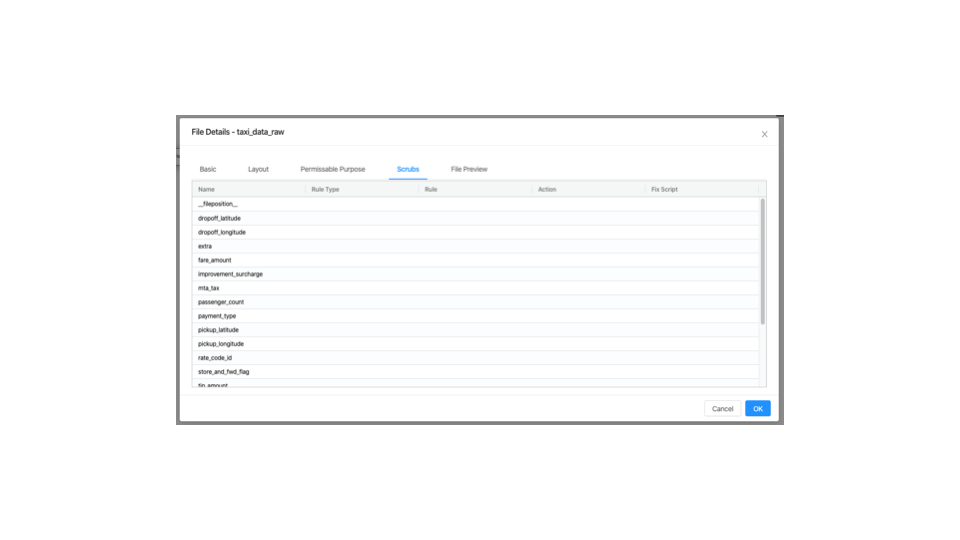 File Details - taxi_data_raw
Basic Layout Permissable Purpose Scrubs File Preview
Name Rule Type Rule Action Fix Script
__fileposition__
dropoff_latitude
dropoff_longitude
extra
fare_amount
improvement_surcharge
mta_tax
passenger_count
payment_type
pickup_latitude
pickup_longitude
rate_code_id
store_and_fwd_flag
tip_amount
Cancel OK